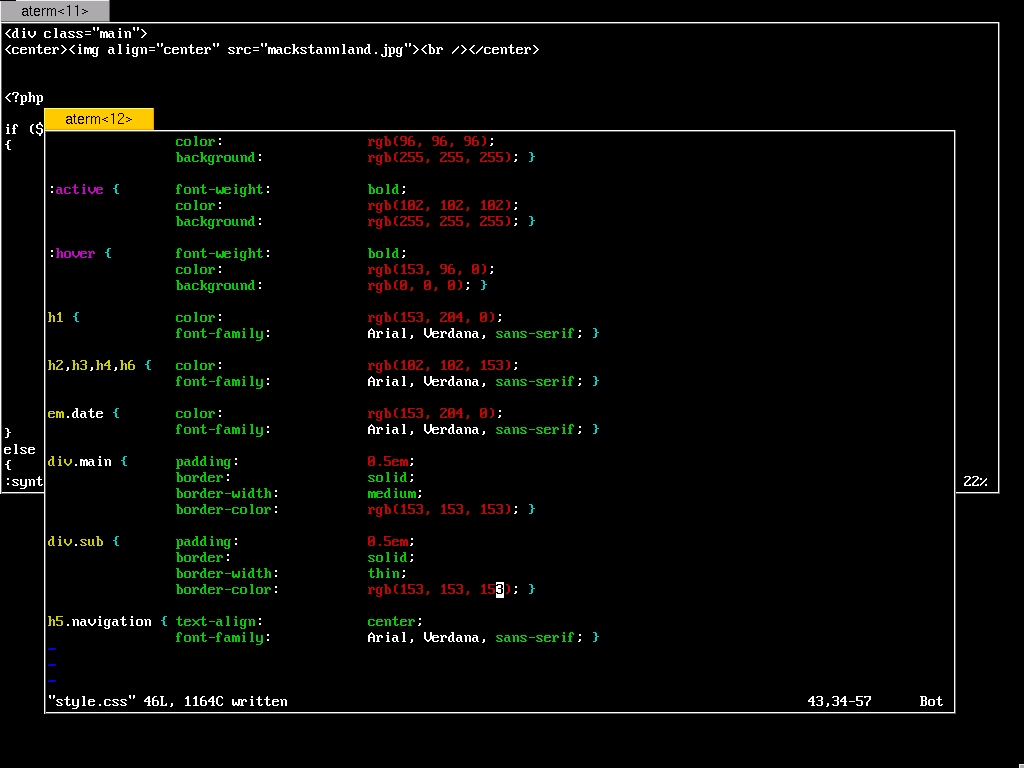 aterm<11>
<div class="main">
<center><img align="center" src="mackstannland.jpg"><br /></center>
<?php
if ($
{
}
else
{
:synt
22%
aterm<12>
color: rgb(96, 96, 96);
background: rgb(255, 255, 255); }
:active { font-weight: bold;
color: rgb(102, 102, 102);
background: rgb(255, 255, 255); }
:hover { font-weight: bold;
color: rgb(153, 96, 0);
background: rgb(0, 0, 0); }
h1 { color: rgb(153, 204, 0);
font-family: Arial, Verdana, sans-serif; }
h2,h3,h4,h6 { color: rgb(102, 102, 153);
font-family: Arial, Verdana, sans-serif; }
em.date { color: rgb(153, 204, 0);
font-family: Arial, Verdana, sans-serif; }
div.main { padding: 0.5em;
border: solid;
border-width: medium;
border-color: rgb(153, 153, 153); }
div.sub { padding: 0.5em;
border: solid;
border-width: thin;
border-color: rgb(153, 153, 153); }
h5.navigation { text-align: center;
font-family: Arial, Verdana, sans-serif; }
~
~
~
"style.css" 46L, 1164C written 43,34-57 Bot